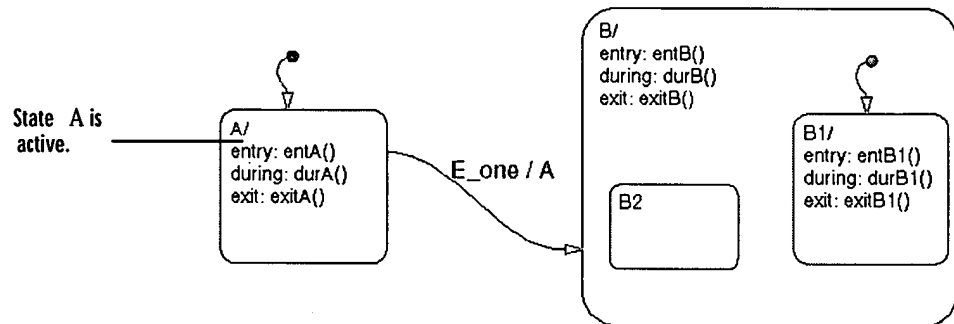 State A is
active.
A/
entry: entA()
during: durA()
exit: exitA()
E_one / A
B/
entry: entB()
during: durB()
exit: exitB()
B2
B1/
entry: entB1()
during: durB1()
exit: exitB1()